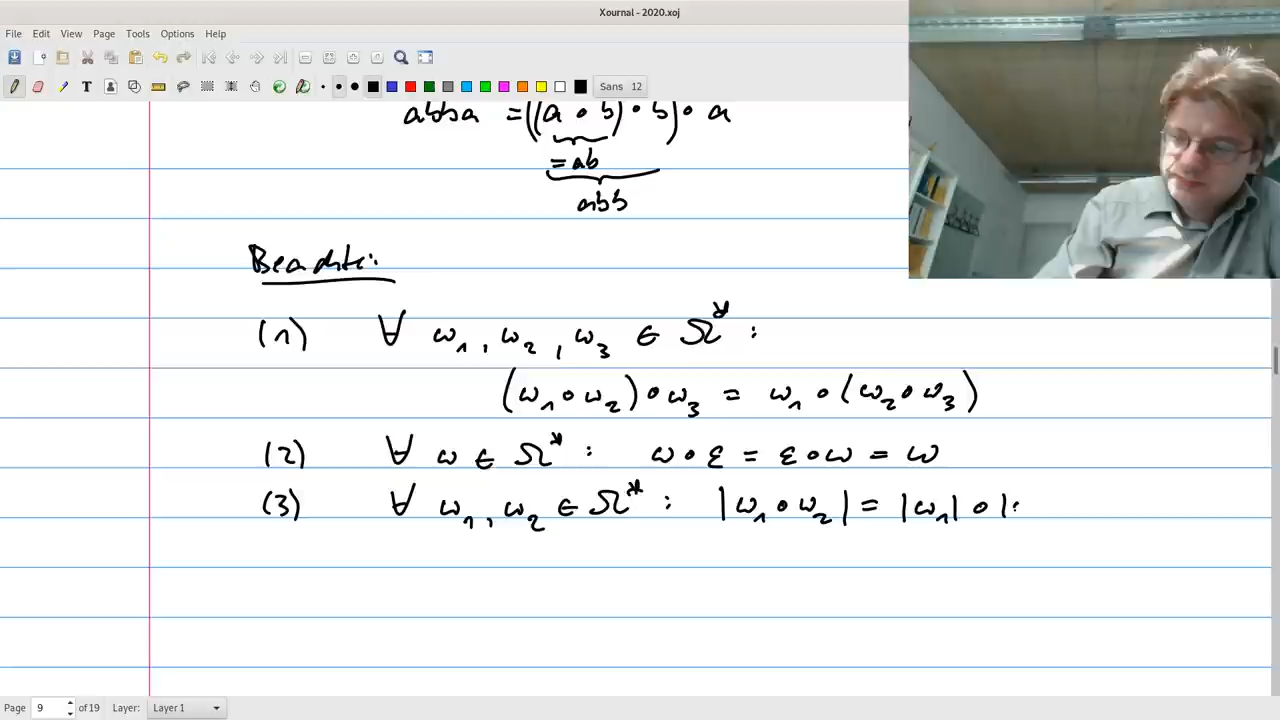 Xournal - 2020.xoj
File Edit View Page Tools Options Help
Sans 12
abba = ((a ∘ b) ∘ b) ∘ a
= ab
abb
Beachte:
(1) ∀ ω₁, ω₂, ω₃ ∈ Ω* :
(ω₁ ∘ ω₂) ∘ ω₃ = ω₁ ∘ (ω₂ ∘ ω₃)
(2) ∀ ω ∈ Ω* : ω ∘ ε = ε ∘ ω = ω
(3) ∀ ω₁, ω₂ ∈ Ω* : |ω₁ ∘ ω₂| = |ω₁| ∘ |
Page 9 of 19 Layer: Layer 1